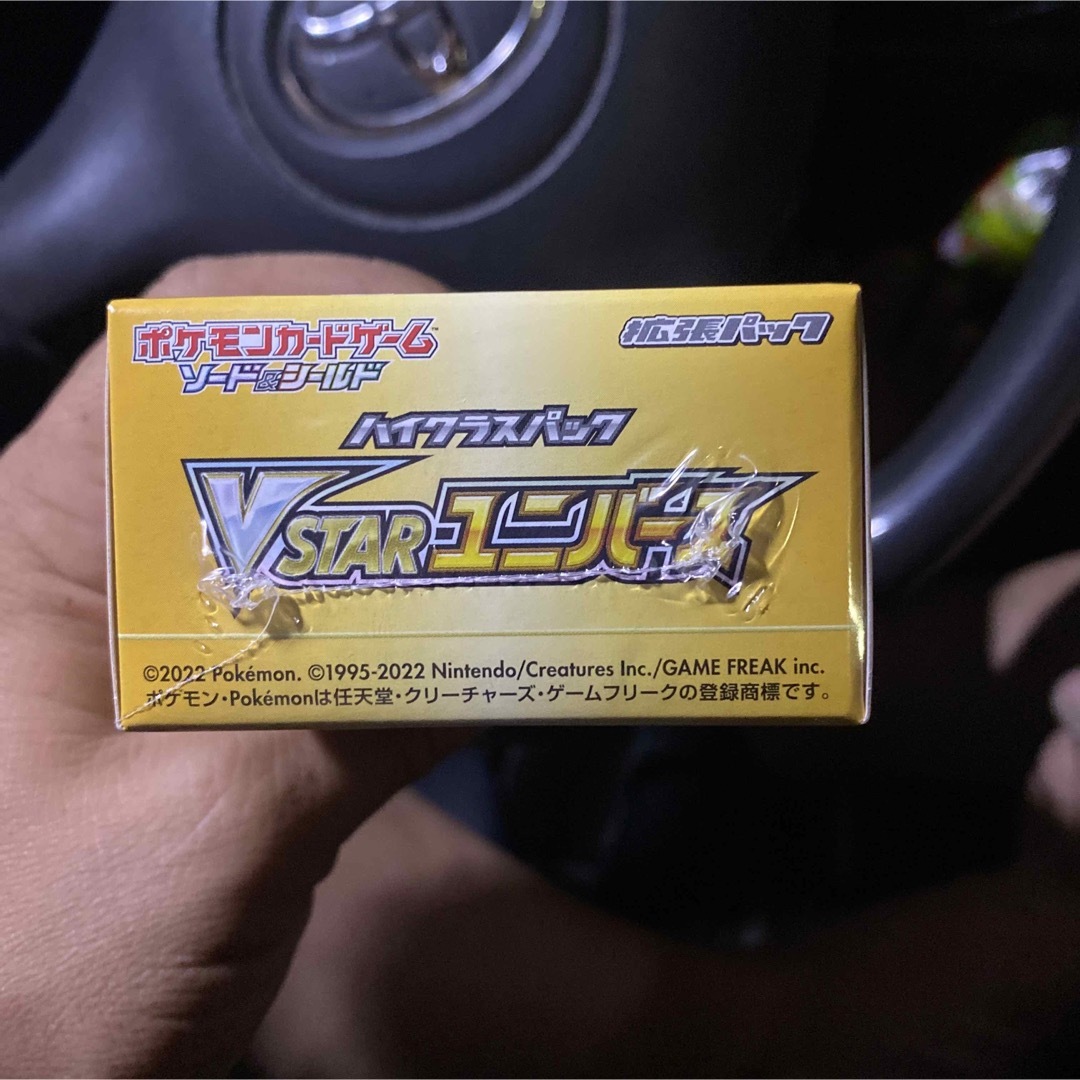 ポケモンカードゲーム™
ソード&シールド
拡張パック
ハイクラスパック
VSTARユニバース
©2022 Pokémon. ©1995-2022 Nintendo/Creatures Inc./GAME FREAK inc.
ポケモン・Pokémonは任天堂・クリーチャーズ・ゲームフリークの登録商標です。